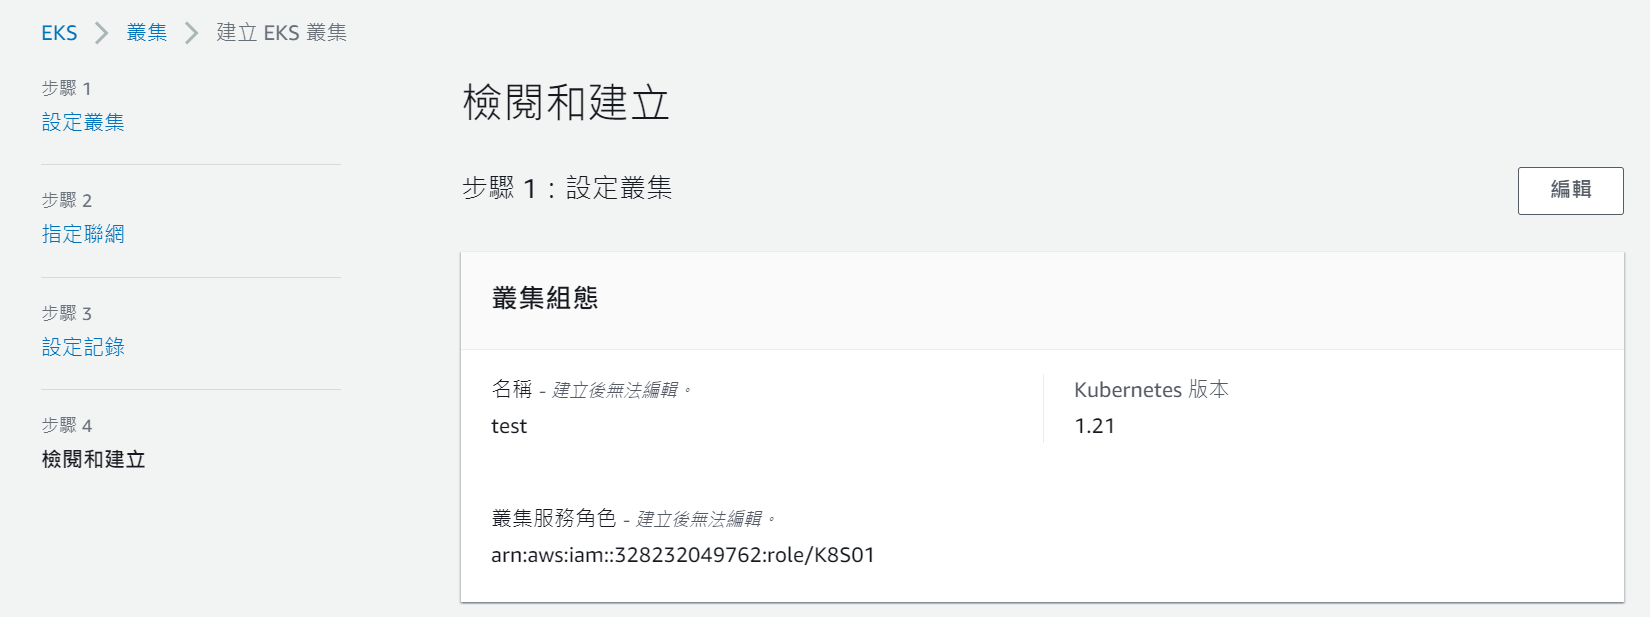 EKS 叢集 建立 EKS 叢集
步驟 1
設定叢集
步驟 2
指定聯網
步驟 3
設定記錄
步驟 4
檢閱和建立
檢閱和建立
步驟 1：設定叢集
編輯
叢集組態
名稱 - 建立後無法編輯。
test
Kubernetes 版本
1.21
叢集服務角色 - 建立後無法編輯。
arn:aws:iam::328232049762:role/K8S01